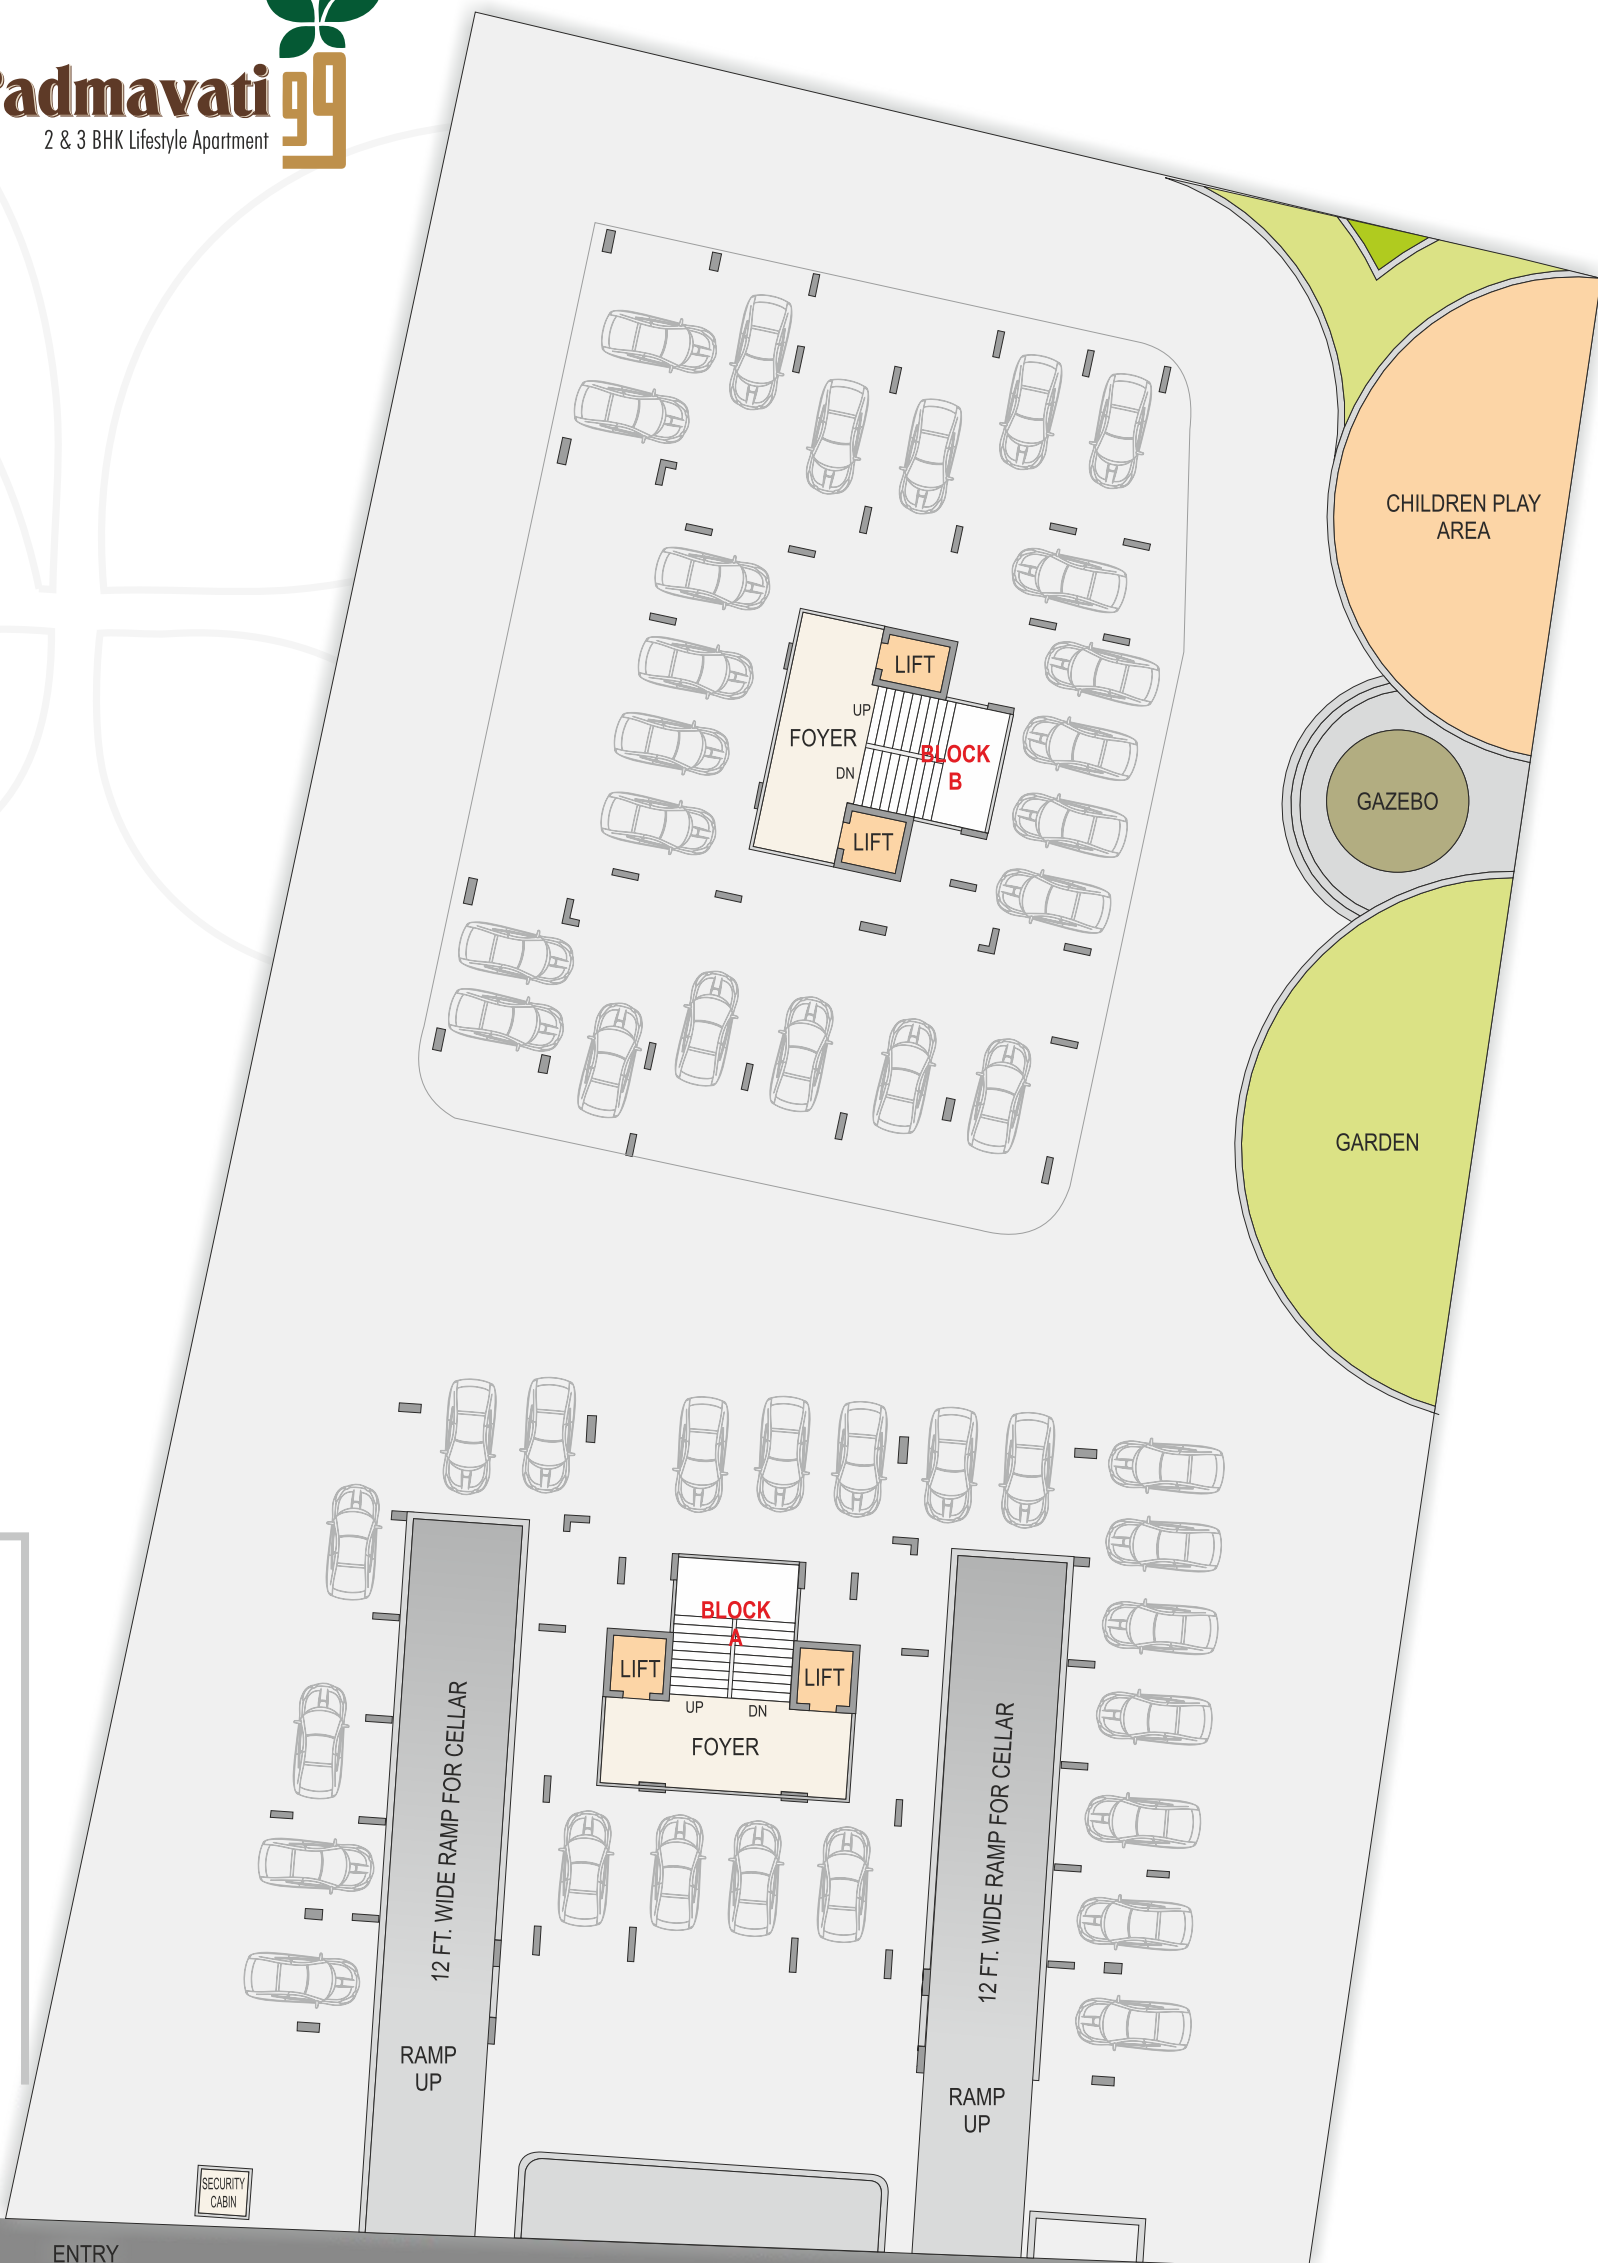 Padmavati 99
2 & 3 BHK Lifestyle Apartment
CHILDREN PLAY
AREA
LIFT
UP
FOYER
BLOCK
B
DN
LIFT
GAZEBO
GARDEN
BLOCK
A
LIFT
LIFT
UP
DN
FOYER
12 FT. WIDE RAMP FOR CELLAR
12 FT. WIDE RAMP FOR CELLAR
RAMP
UP
RAMP
UP
SECURITY
CABIN
ENTRY